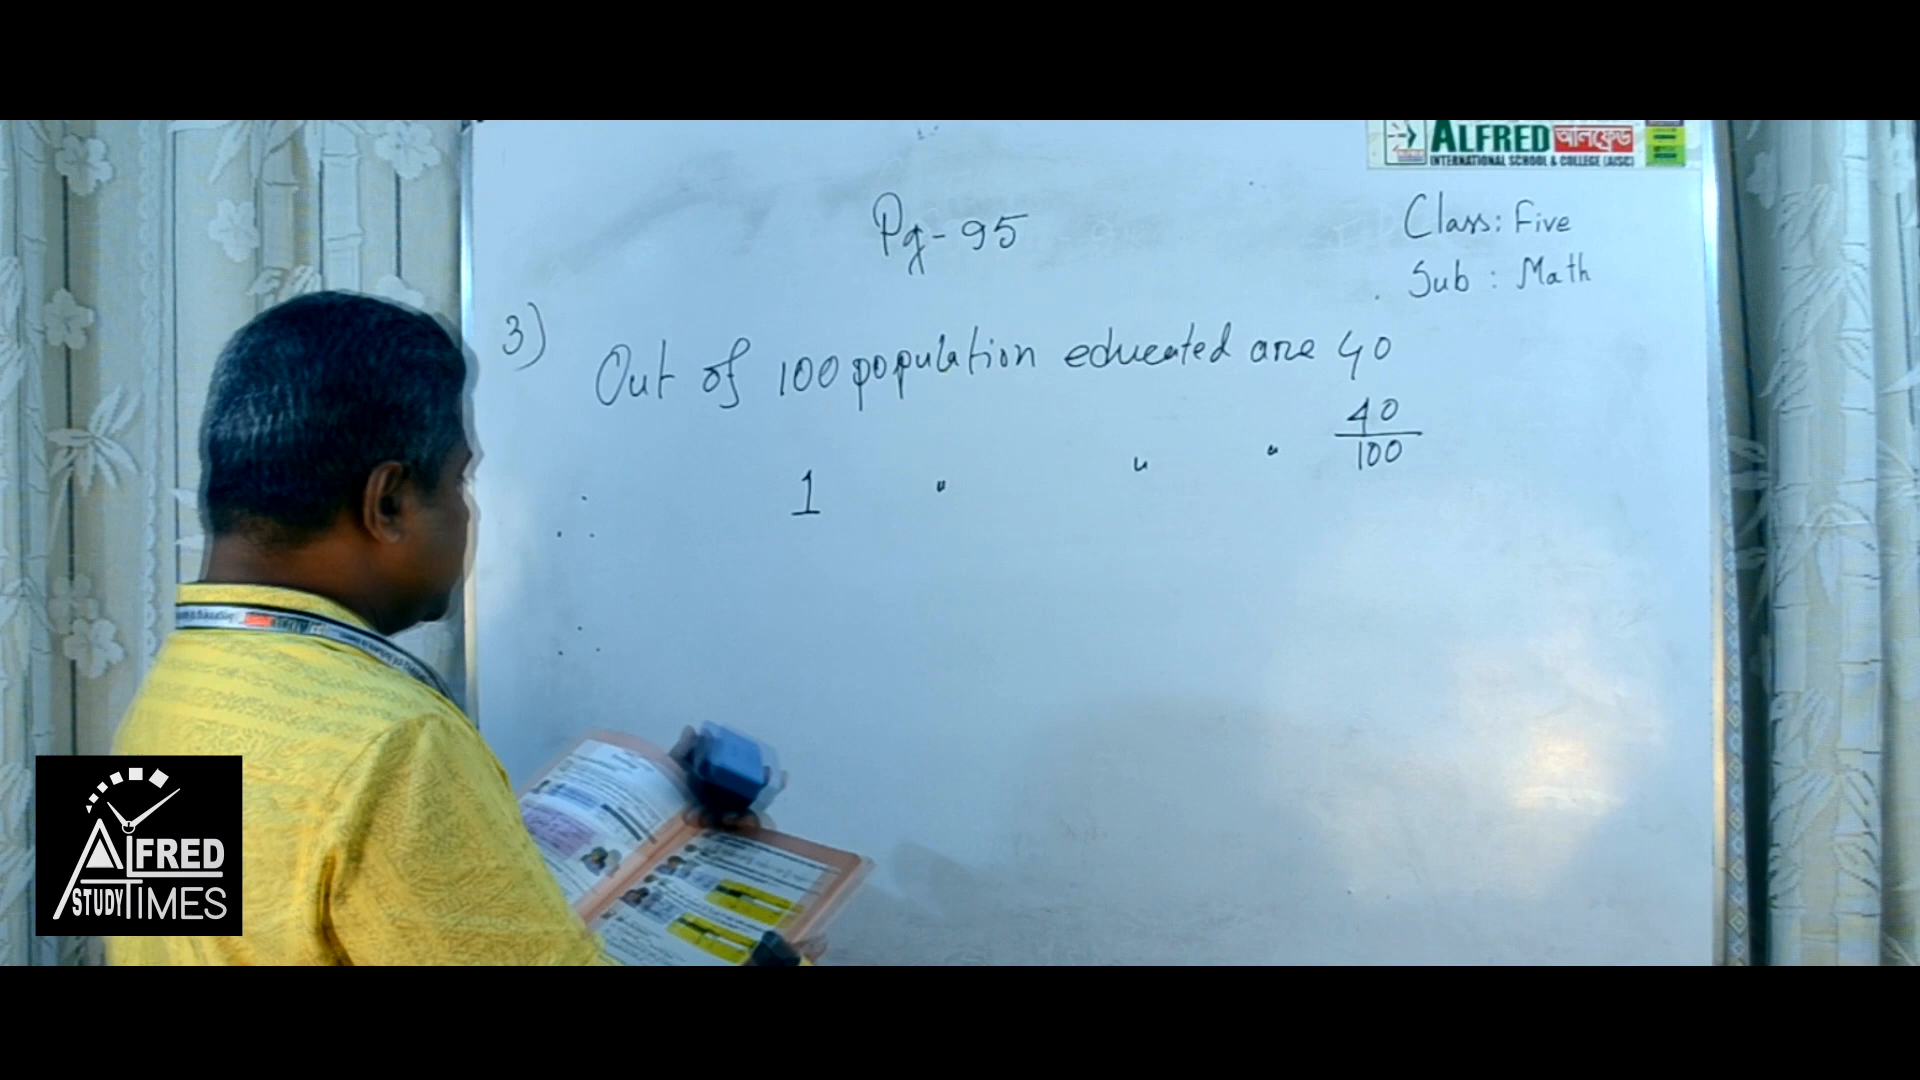 ALFRED অলিফ্রেড
INTERNATIONAL SCHOOL & COLLEGE (AISC)
Pg-95
Class: Five
Sub : Math
3) Out of 100 population educated are 40
∴ 1 " " " 40/100
∴
ALFRED
STUDY TIMES